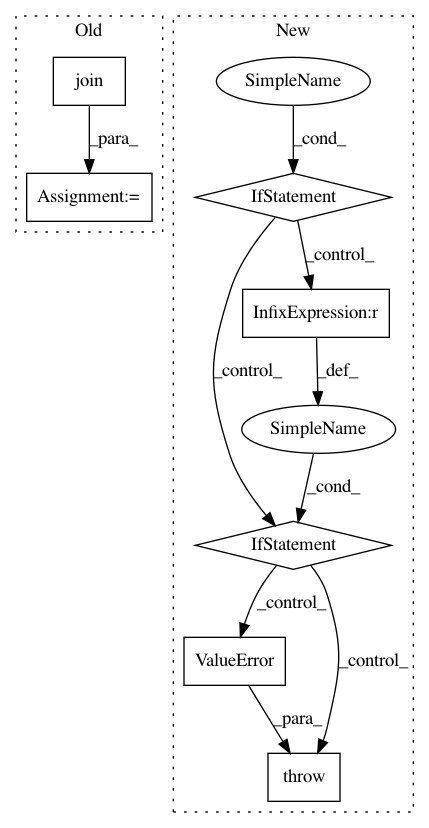 Old
New
join
SimpleName
_para_
_cond_
Assignment:=
IfStatement
_control_
InfixExpression:r
_control_
_def_
SimpleName
_cond_
IfStatement
_control_
ValueError
_control_
_para_
throw